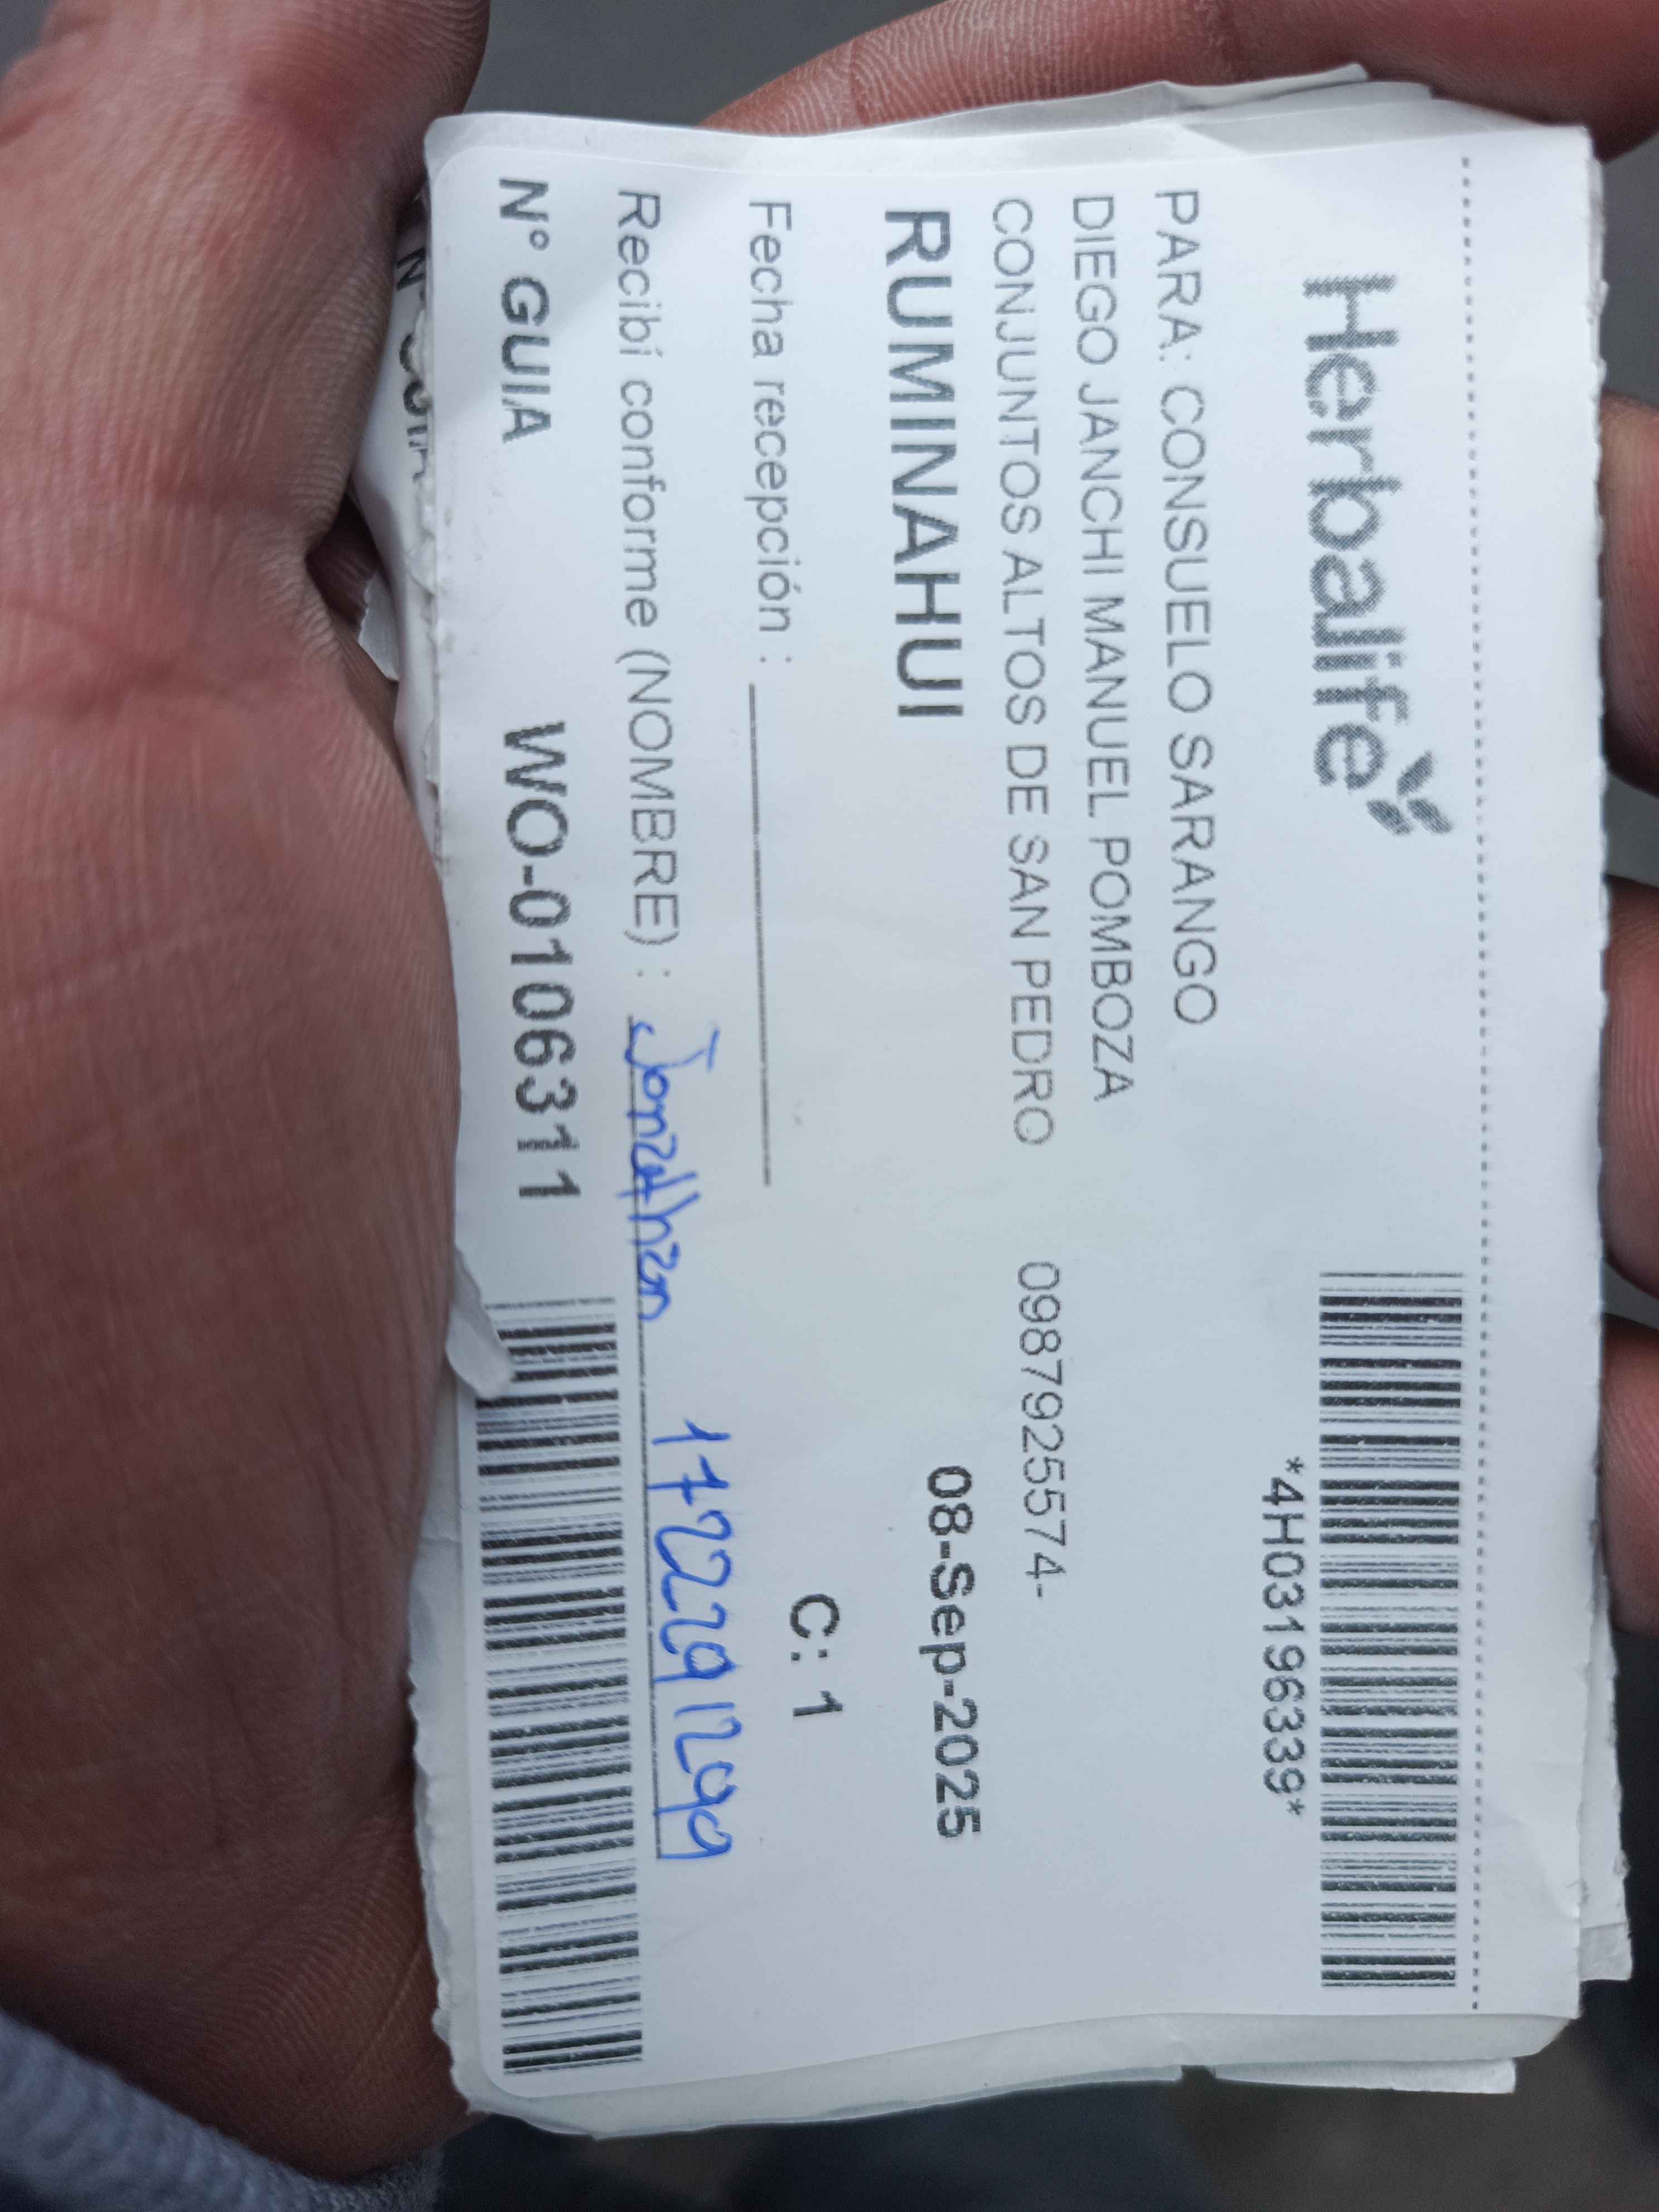 Herbalife
*4H03196339*
PARA: CONSUELO SARANGO
DIEGO JANCHI MANUEL POMBOZA
CONJUNTOS ALTOS DE SAN PEDRO 0987925574-
RUMINAHUI 08-Sep-2025
Fecha recepción : C: 1
Recibí conforme (NOMBRE) : Jonathan 1722291290
N° GUIA WO-0106311